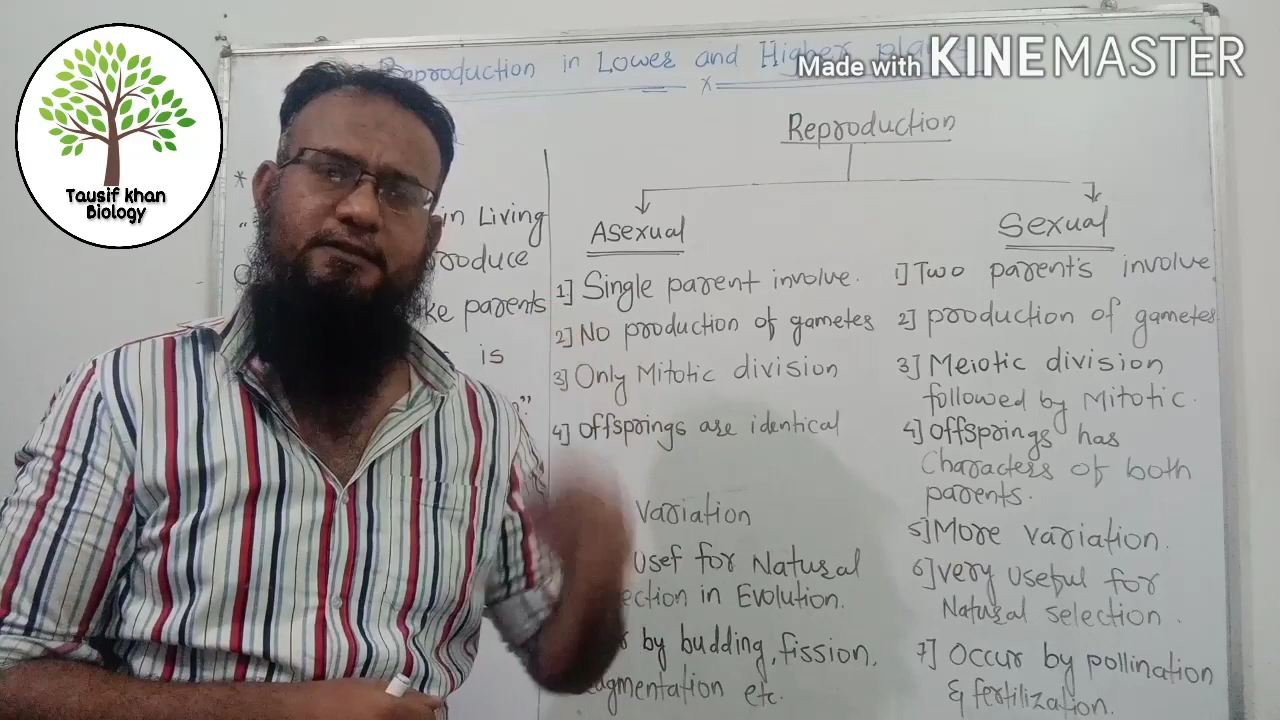 Tausif khan
Biology
Made with KINEMASTER
Reproduction in Lower and Higher
Reproduction
*
in Living
roduce
ke parents
is
"
Asexual
1] Single parent involve.
2] No production of gametes
3] Only Mitotic division
4] Offsprings are identical
variation
Usef for Natural
ection in Evolution.
by budding, fission,
agmentation etc.
Sexual
1] Two parent's involve
2] production of gametes
3] Meiotic division
followed by Mitotic.
4] Offsprings has
Characters of both
parents.
5] More variation.
6] very Useful for
Natural selection.
7] Occur by pollination
& fertilization.